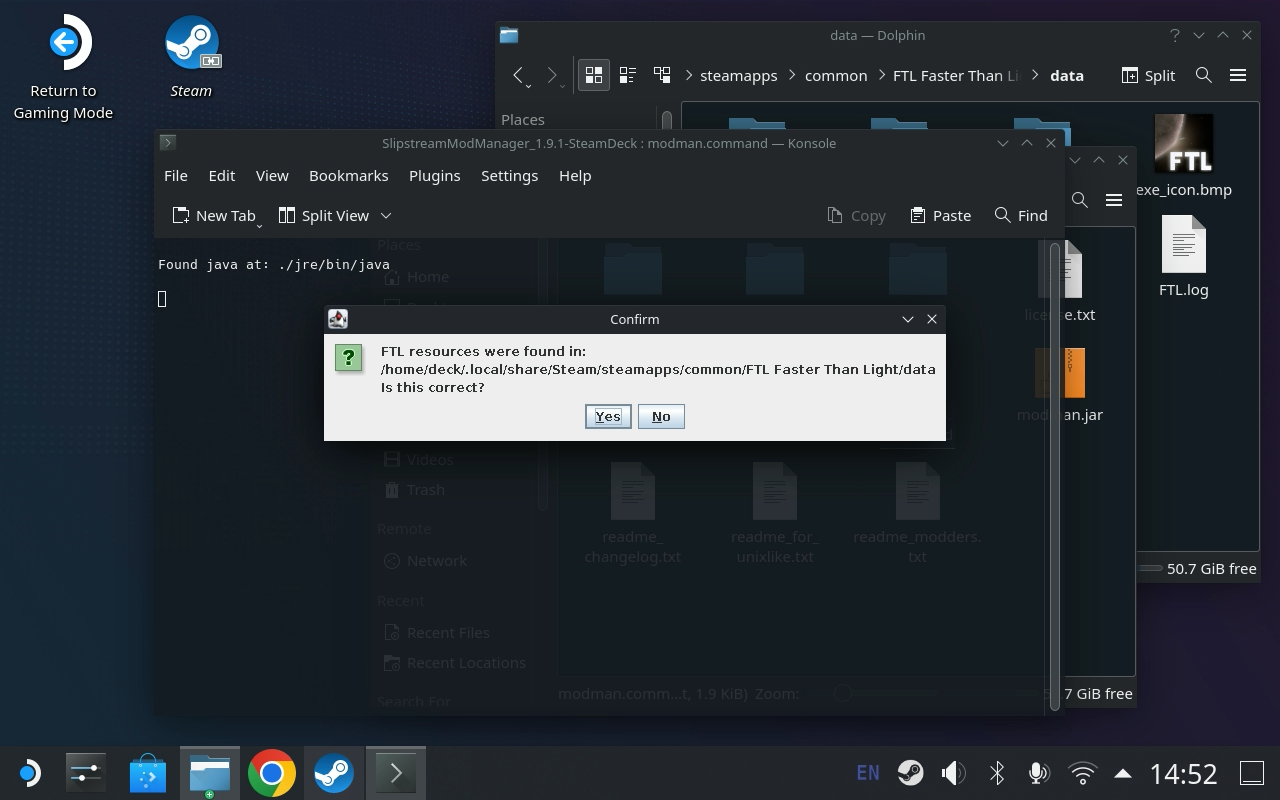 Return to
Gaming Mode
Steam
data — Dolphin
steamapps
common
FTL Faster Than Li
data
Split
Places
exe_icon.bmp
FTL.log
50.7 GiB free
SlipstreamModManager_1.9.1-SteamDeck : modman.command — Konsole
File
Edit
View
Bookmarks
Plugins
Settings
Help
New Tab
Split View
Copy
Paste
Find
Found java at: ./jre/bin/java
Places
Home
license.txt
modman.jar
Confirm
FTL resources were found in:
/home/deck/.local/share/Steam/steamapps/common/FTL Faster Than Light/data
Is this correct?
Yes
No
Videos
Trash
Remote
Network
Recent
Recent Files
Recent Locations
Search For
readme_
changelog.txt
readme_for_
unixlike.txt
readme_modders.
txt
modman.comm...t, 1.9 KiB)
Zoom:
7 GiB free
EN
14:52